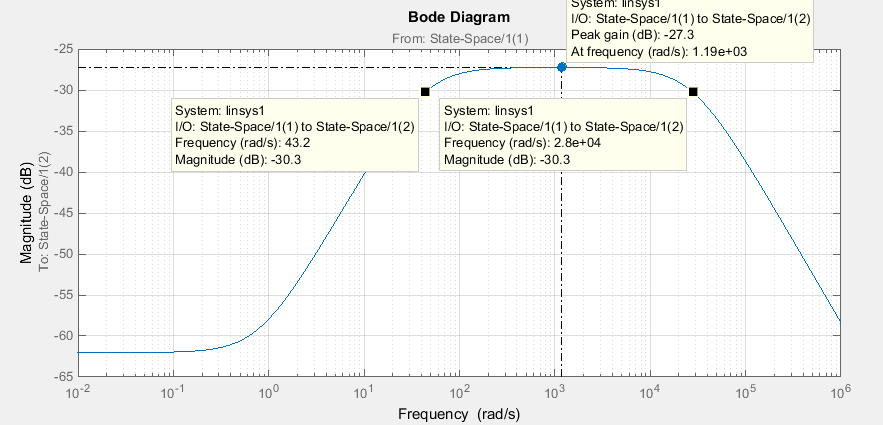 Bode Diagram
From: State-Space/1(1)
System: linsys1
I/O: State-Space/1(1) to State-Space/1(2)
Peak gain (dB): -27.3
At frequency (rad/s): 1.19e+03
System: linsys1
I/O: State-Space/1(1) to State-Space/1(2)
Frequency (rad/s): 43.2
Magnitude (dB): -30.3
System: linsys1
I/O: State-Space/1(1) to State-Space/1(2)
Frequency (rad/s): 2.8e+04
Magnitude (dB): -30.3
Magnitude (dB)
To: State-Space/1(2)
-25
-30
-35
-40
-45
-50
-55
-60
-65
10^-2
10^-1
10^0
10^1
10^2
10^3
10^4
10^5
10^6
Frequency (rad/s)